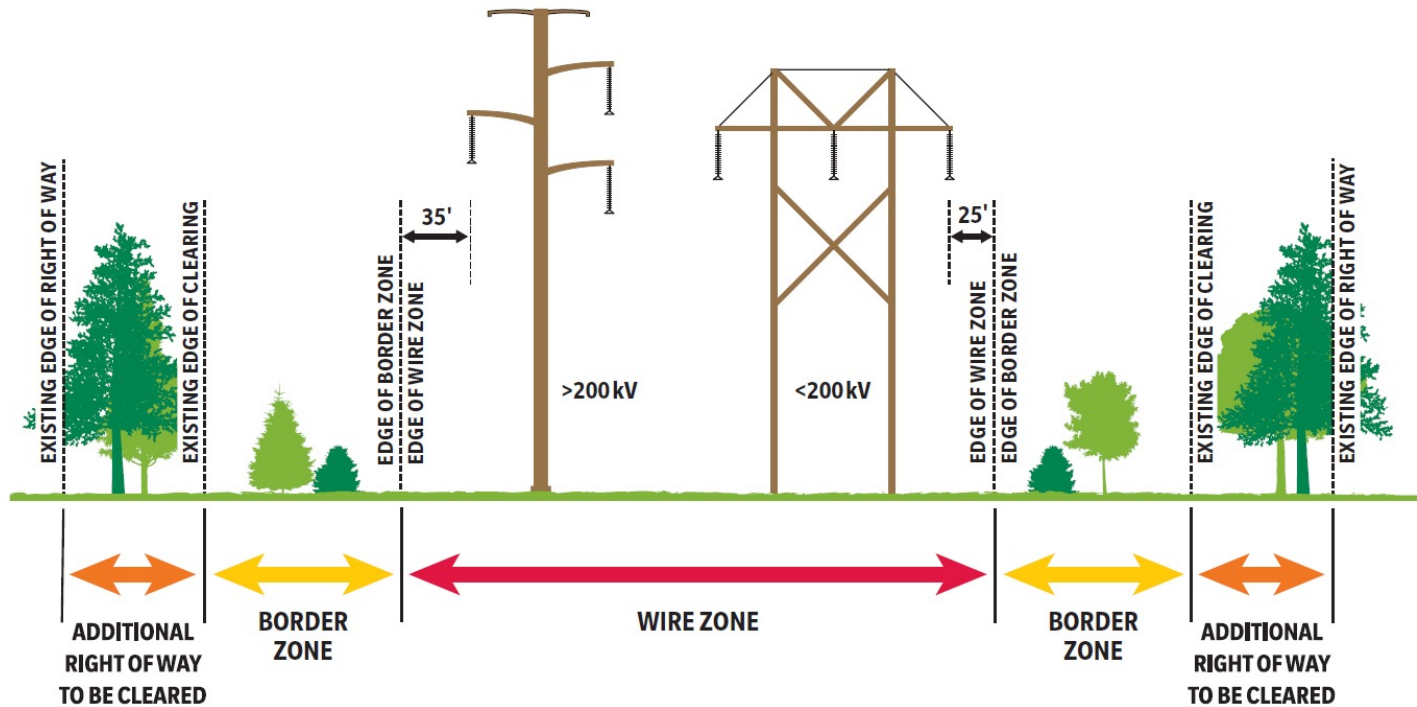 EXISTING EDGE OF RIGHT OF WAY
EXISTING EDGE OF CLEARING
EDGE OF BORDER ZONE
EDGE OF WIRE ZONE
35'
>200 kV
<200 kV
25'
EDGE OF WIRE ZONE
EDGE OF BORDER ZONE
EXISTING EDGE OF CLEARING
EXISTING EDGE OF RIGHT OF WAY
ADDITIONAL
RIGHT OF WAY
TO BE CLEARED
BORDER
ZONE
WIRE ZONE
BORDER
ZONE
ADDITIONAL
RIGHT OF WAY
TO BE CLEARED